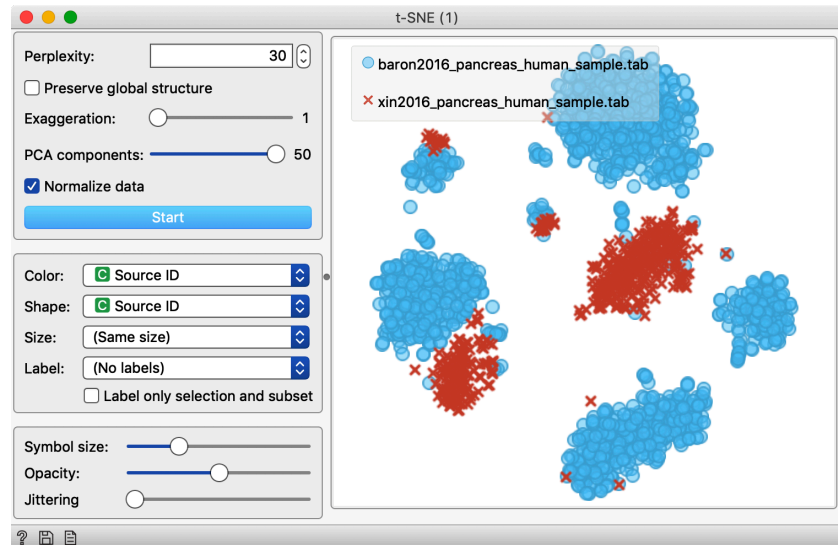 t-SNE (1)
Perplexity: 30
Preserve global structure
Exaggeration: 1
PCA components: 50
Normalize data
Start
Color: C Source ID
Shape: C Source ID
Size: (Same size)
Label: (No labels)
Label only selection and subset
Symbol size:
Opacity:
Jittering
?
baron2016_pancreas_human_sample.tab
xin2016_pancreas_human_sample.tab